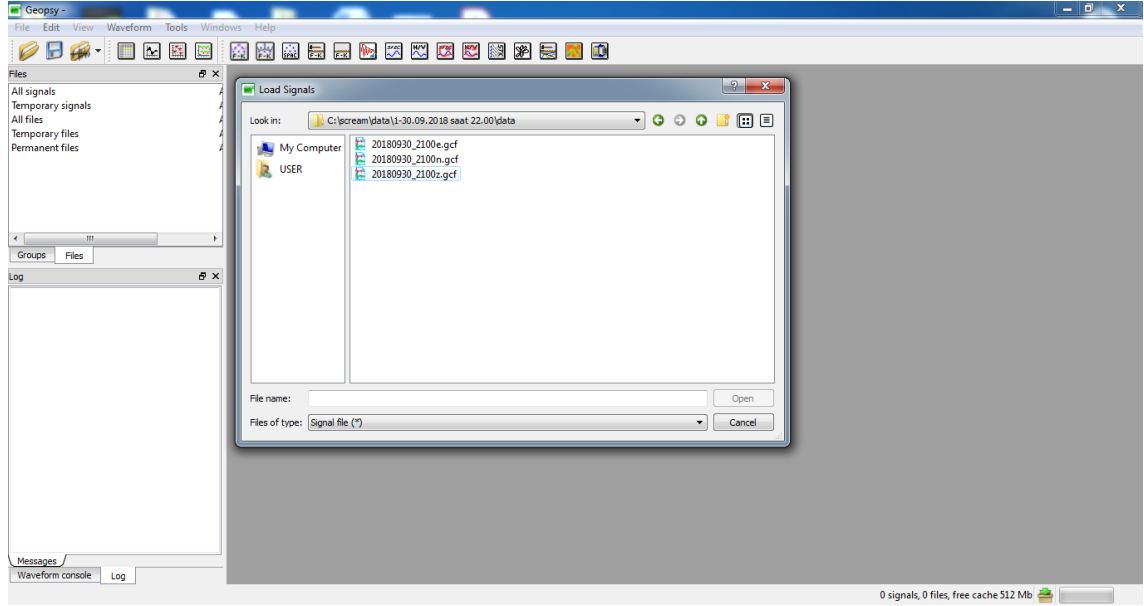 Geopsy -
File Edit View Waveform Tools Windows Help
F-K F-K SPAC F-K F-K SPEC H/V
Files
All signals
Temporary signals
All files
Temporary files
Permanent files
Groups Files
Log
Messages
Waveform console Log
Load Signals
Look in: C:\scream\data\1-30.09.2018 saat 22.00\data
My Computer
USER
20180930_2100e.gcf
20180930_2100n.gcf
20180930_2100z.gcf
File name: Open
Files of type: Signal file (*) Cancel
0 signals, 0 files, free cache 512 Mb